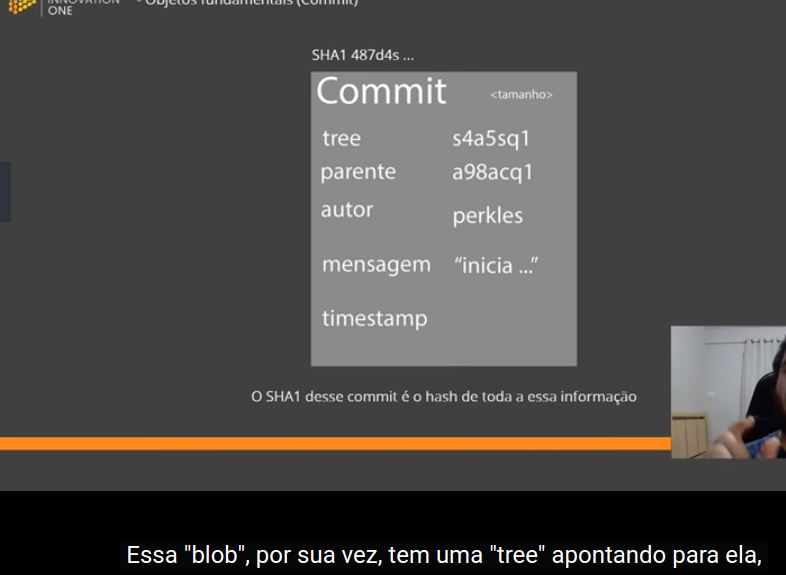 INNOVATION
ONE
- Objetos fundamentais (Commit)
SHA1 487d4s ...
Commit <tamanho>
tree s4a5sq1
parente a98acq1
autor perkles
mensagem “inicia ...”
timestamp
O SHA1 desse commit é o hash de toda a essa informação
Essa "blob", por sua vez, tem uma "tree" apontando para ela,